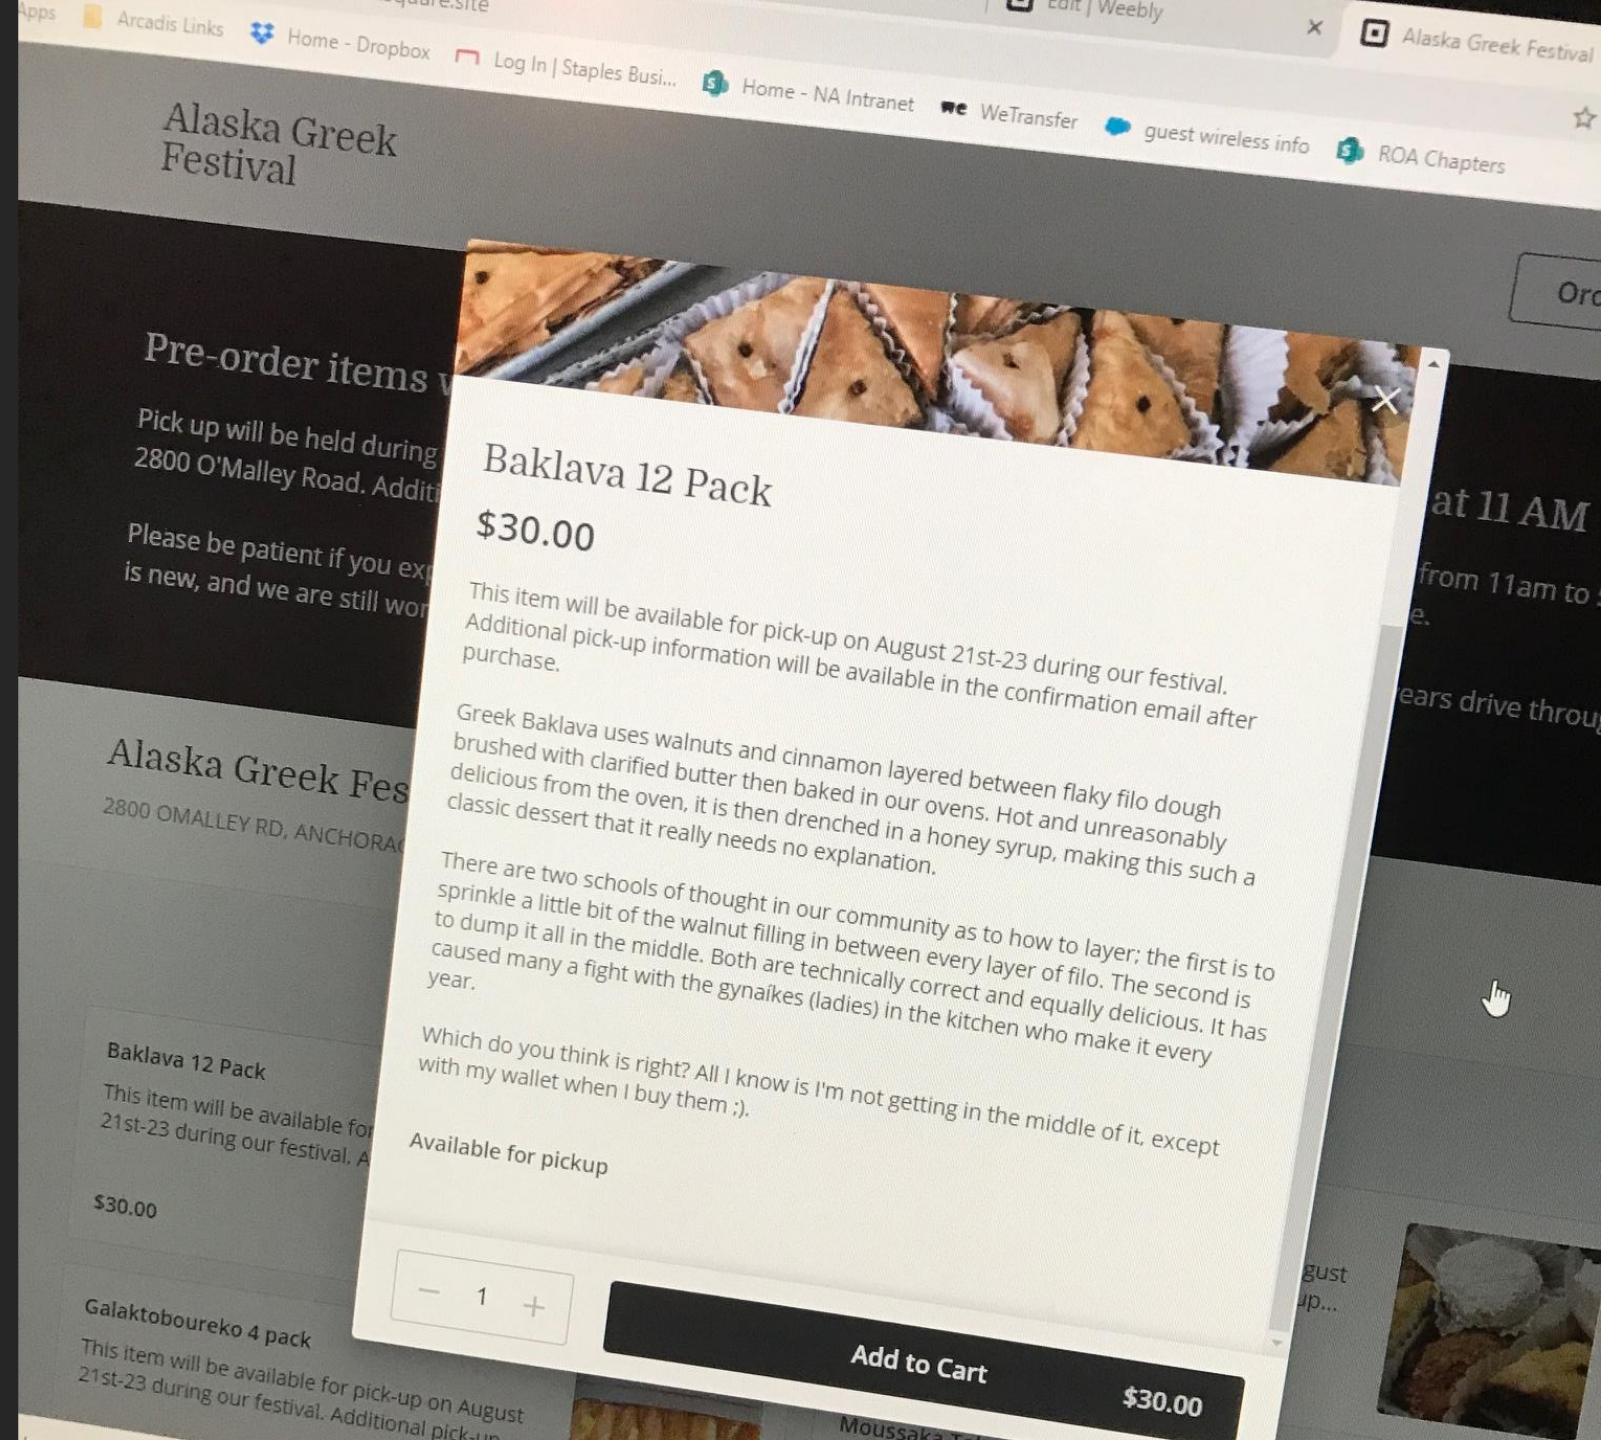 Apps
Arcadis Links
Home - Dropbox
Log In | Staples Busi...
Home - NA Intranet
WeTransfer
guest wireless info
ROA Chapters
Edit | Weebly
Alaska Greek Festival
Alaska Greek
Festival
Pre-order items
at 11 AM
Pick up will be held during
from 11am to
2800 O'Malley Road.
Please be patient if you
is new, and we are still
drive
Alaska Greek
2800 OMALLEY RD,
Baklava 12 Pack
$30.00
This item will be available for pick-up on August 21st-23 during our festival.
Additional pick-up information will be available in the confirmation email after
purchase.
Greek Baklava uses walnuts and cinnamon layered between flaky filo dough
brushed with clarified butter then baked in our ovens. Hot and unreasonably
delicious from the oven, it is then drenched in a honey syrup, making this such a
classic dessert that it really needs no explanation.
There are two schools of thought in our community as to how to layer; the first is to
sprinkle a little bit of the walnut filling in between every layer of filo. The second is
to dump it all in the middle. Both are technically correct and equally delicious. It has
caused many a fight with the gynaíkes (ladies) in the kitchen who make it every
year.
Which do you think is right? All I know is I'm not getting in the middle of it, except
with my wallet when I buy them ;).
Available for pickup
1
Add to Cart
$30.00
Baklava 12 Pack
This item will be available for
21st-23 during our festival.
$30.00
Galaktoboureko 4 pack
This item will be available for pick-up on August
21st-23 during our festival. Additional
Moussaka